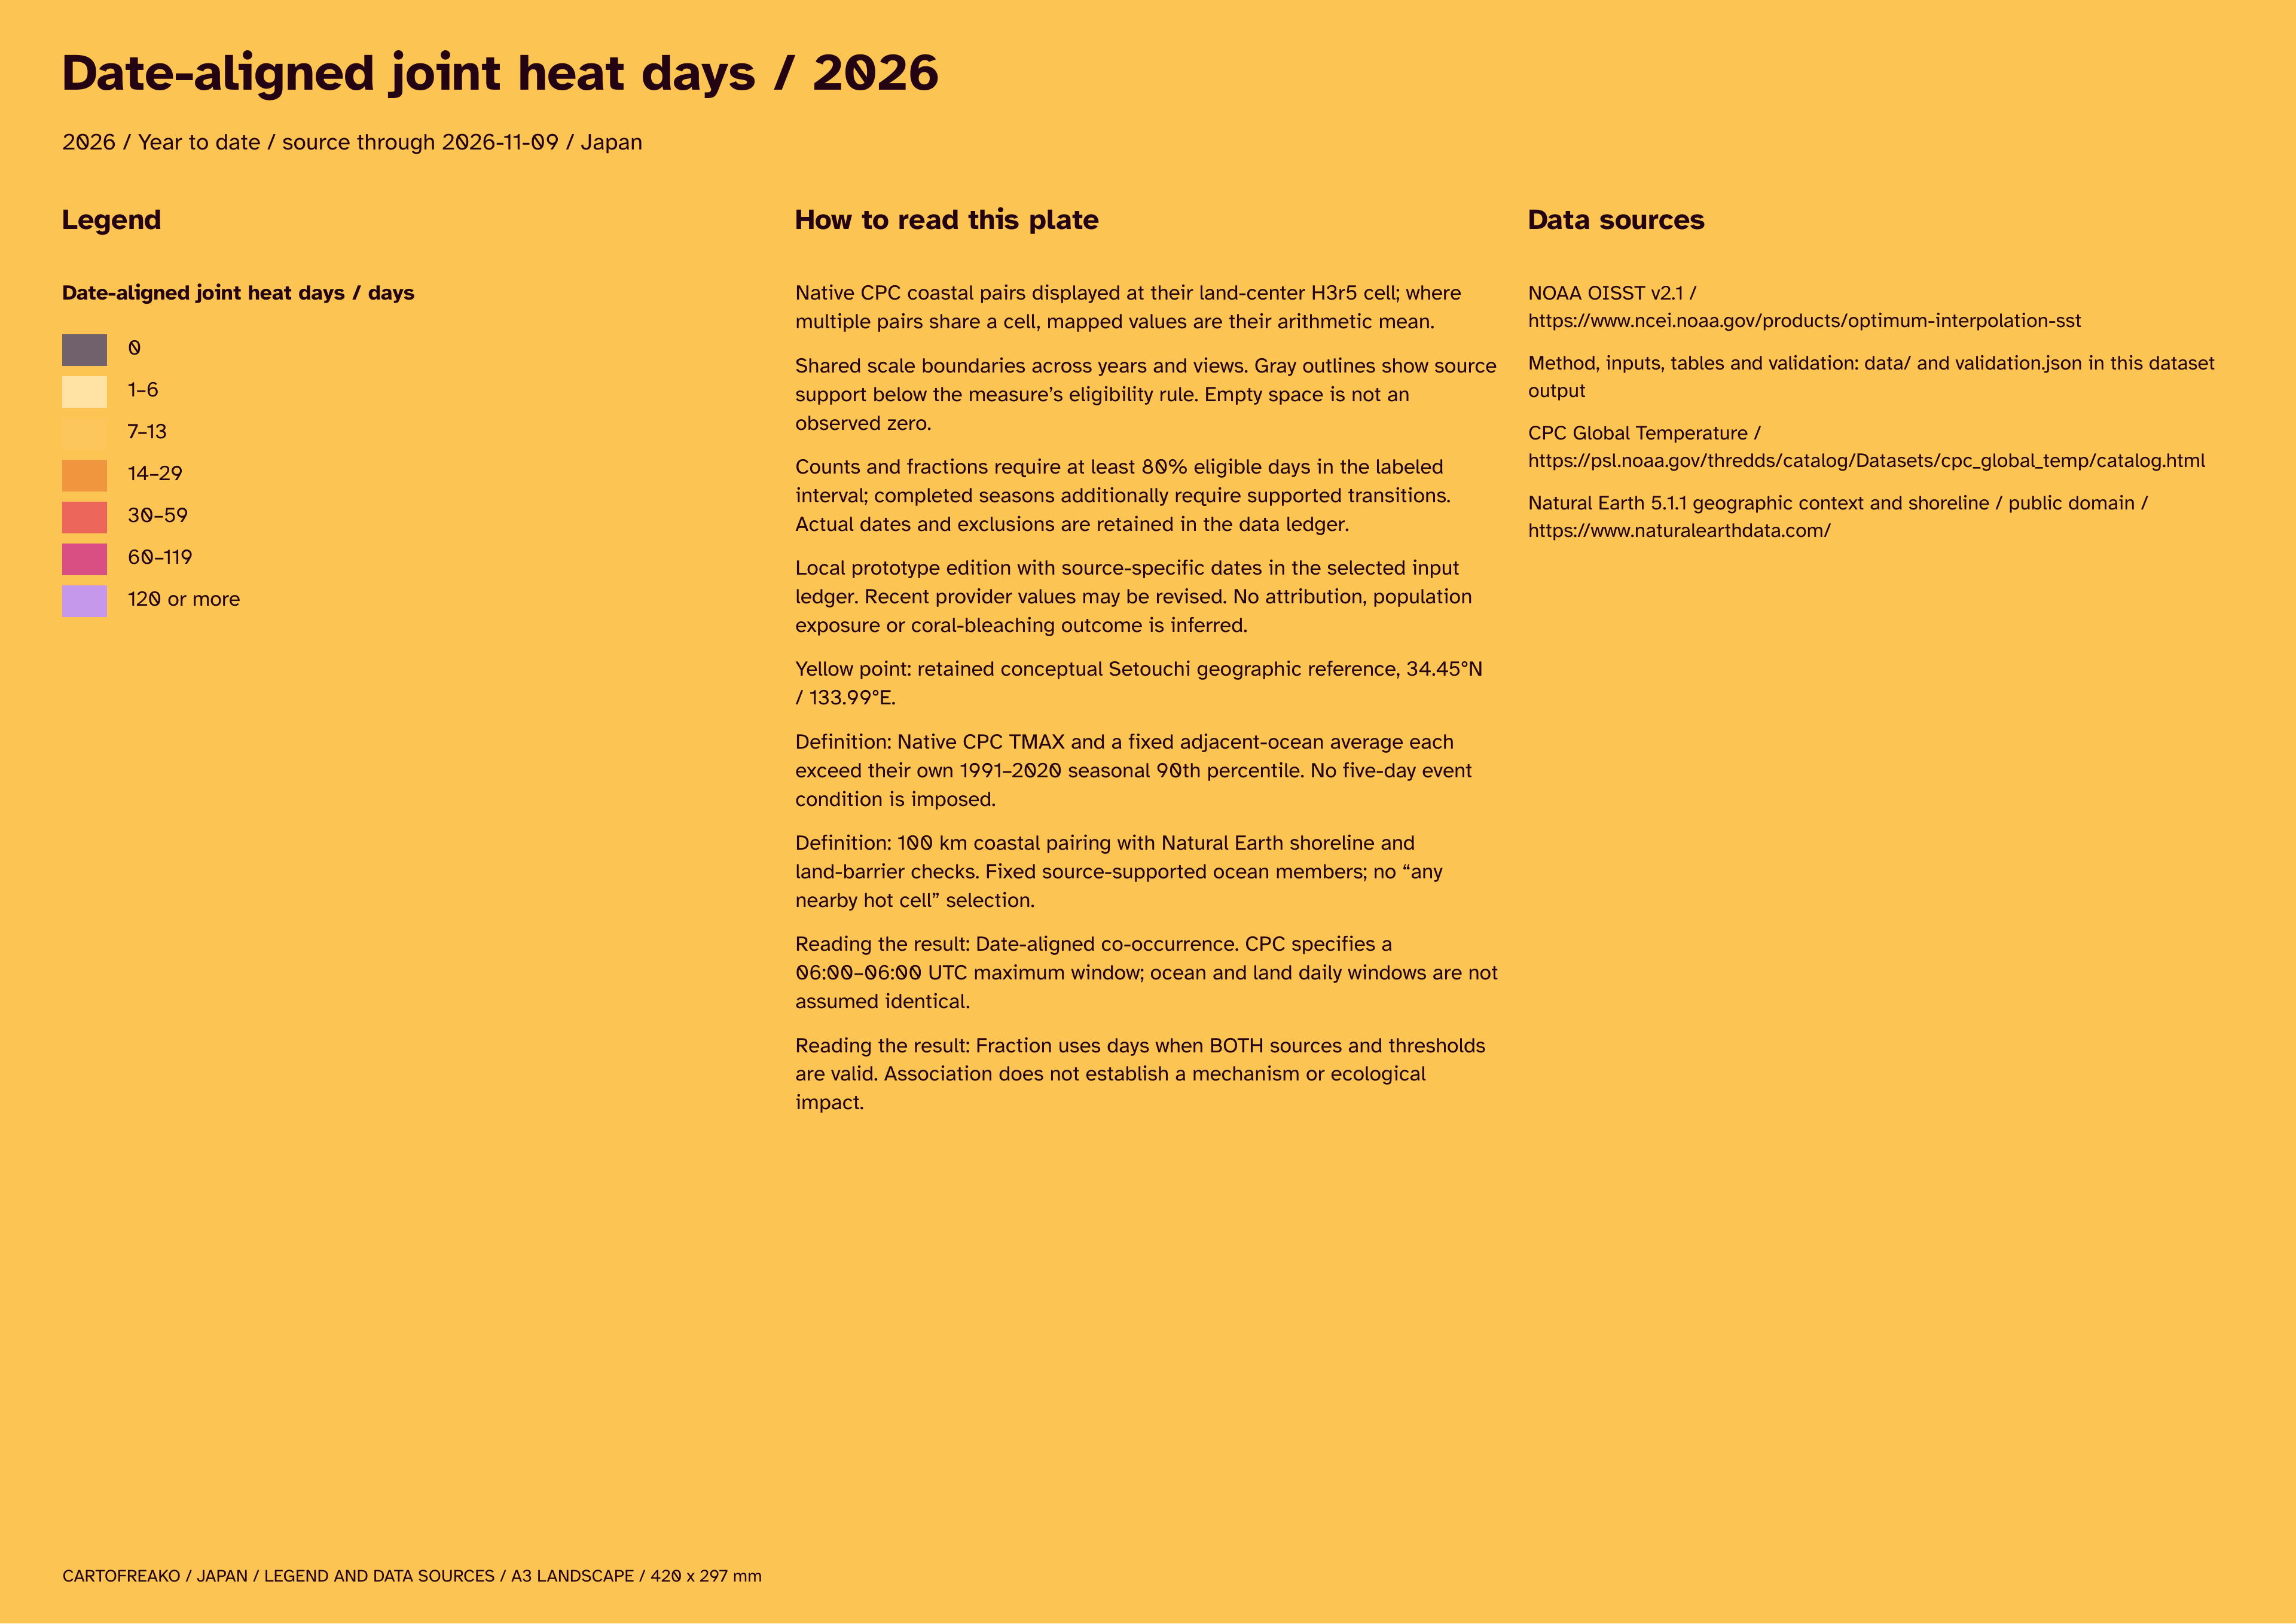 Date-aligned joint heat days / 2026
2026 / Year to date / source through 2026-11-09 / Japan
Legend
Date-aligned joint heat days / days
0
1–6
7–13
14–29
30–59
60–119
120 or more
How to read this plate
Native CPC coastal pairs displayed at their land-center H3r5 cell; where
multiple pairs share a cell, mapped values are their arithmetic mean.
Shared scale boundaries across years and views. Gray outlines show source
support below the measure’s eligibility rule. Empty space is not an
observed zero.
Counts and fractions require at least 80% eligible days in the labeled
interval; completed seasons additionally require supported transitions.
Actual dates and exclusions are retained in the data ledger.
Local prototype edition with source-specific dates in the selected input
ledger. Recent provider values may be revised. No attribution, population
exposure or coral-bleaching outcome is inferred.
Yellow point: retained conceptual Setouchi geographic reference, 34.45°N
/ 133.99°E.
Definition: Native CPC TMAX and a fixed adjacent-ocean average each
exceed their own 1991–2020 seasonal 90th percentile. No five-day event
condition is imposed.
Definition: 100 km coastal pairing with Natural Earth shoreline and
land-barrier checks. Fixed source-supported ocean members; no “any
nearby hot cell” selection.
Reading the result: Date-aligned co-occurrence. CPC specifies a
06:00–06:00 UTC maximum window; ocean and land daily windows are not
assumed identical.
Reading the result: Fraction uses days when BOTH sources and thresholds
are valid. Association does not establish a mechanism or ecological
impact.
Data sources
NOAA OISST v2.1 /
https://www.ncei.noaa.gov/products/optimum-interpolation-sst
Method, inputs, tables and validation: data/ and validation.json in this dataset
output
CPC Global Temperature /
https://psl.noaa.gov/thredds/catalog/Datasets/cpc_global_temp/catalog.html
Natural Earth 5.1.1 geographic context and shoreline / public domain /
https://www.naturalearthdata.com/
CARTOFREAKO / JAPAN / LEGEND AND DATA SOURCES / A3 LANDSCAPE / 420 x 297 mm